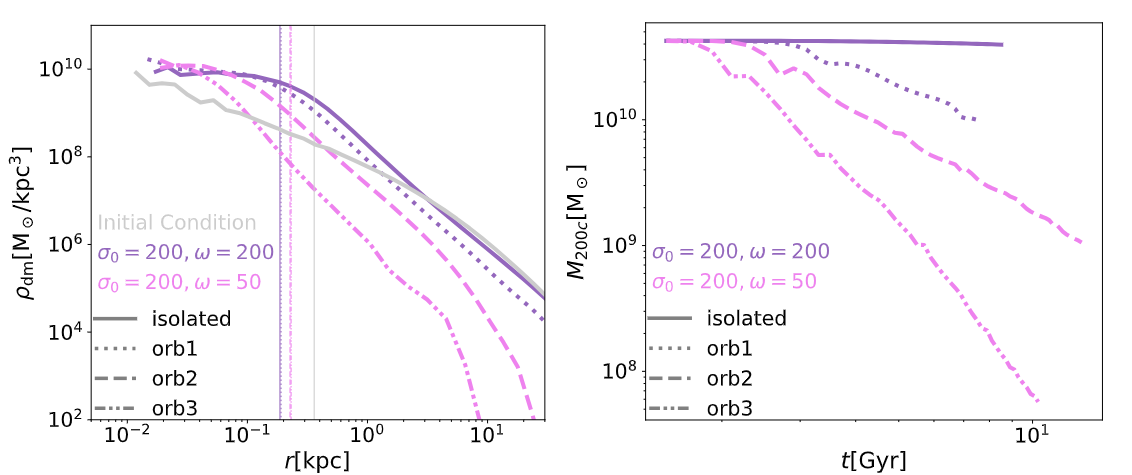 10^10
10^8
10^6
10^4
10^2
ρ_dm[M_⊙/kpc^3]
Initial Condition
σ_0 = 200, ω = 200
σ_0 = 200, ω = 50
isolated
orb1
orb2
orb3
10^−2
10^−1
10^0
10^1
r[kpc]
10^10
10^9
10^8
M_200c[M_⊙]
σ_0 = 200, ω = 200
σ_0 = 200, ω = 50
isolated
orb1
orb2
orb3
10^1
t[Gyr]